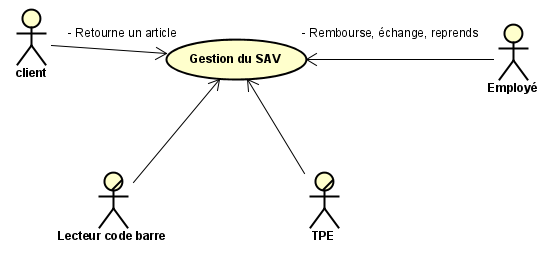 - Retourne un article
- Rembourse, échange, reprends
Gestion du SAV
client
Employé
Lecteur code barre
TPE